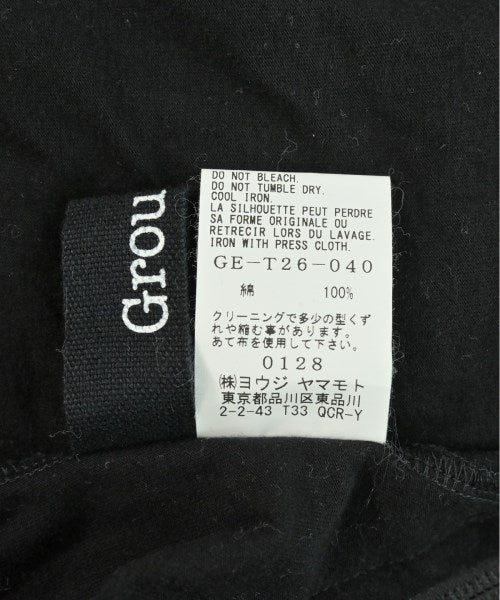 Grou
DO NOT BLEACH.
DO NOT TUMBLE DRY.
COOL IRON.
LA SILHOUETTE PEUT PERDRE
SA FORME ORIGINALE OU
RETRECIR LORS DU LAVAGE.
IRON WITH PRESS CLOTH.
GE-T26-040
綿 100%
クリーニングで多少の型くず
れや縮む事があります。
あて布を使用して下さい。
0128
㈱ヨウジ ヤマモト
東京都品川区東品川
2-2-43 T33 QCR-Y